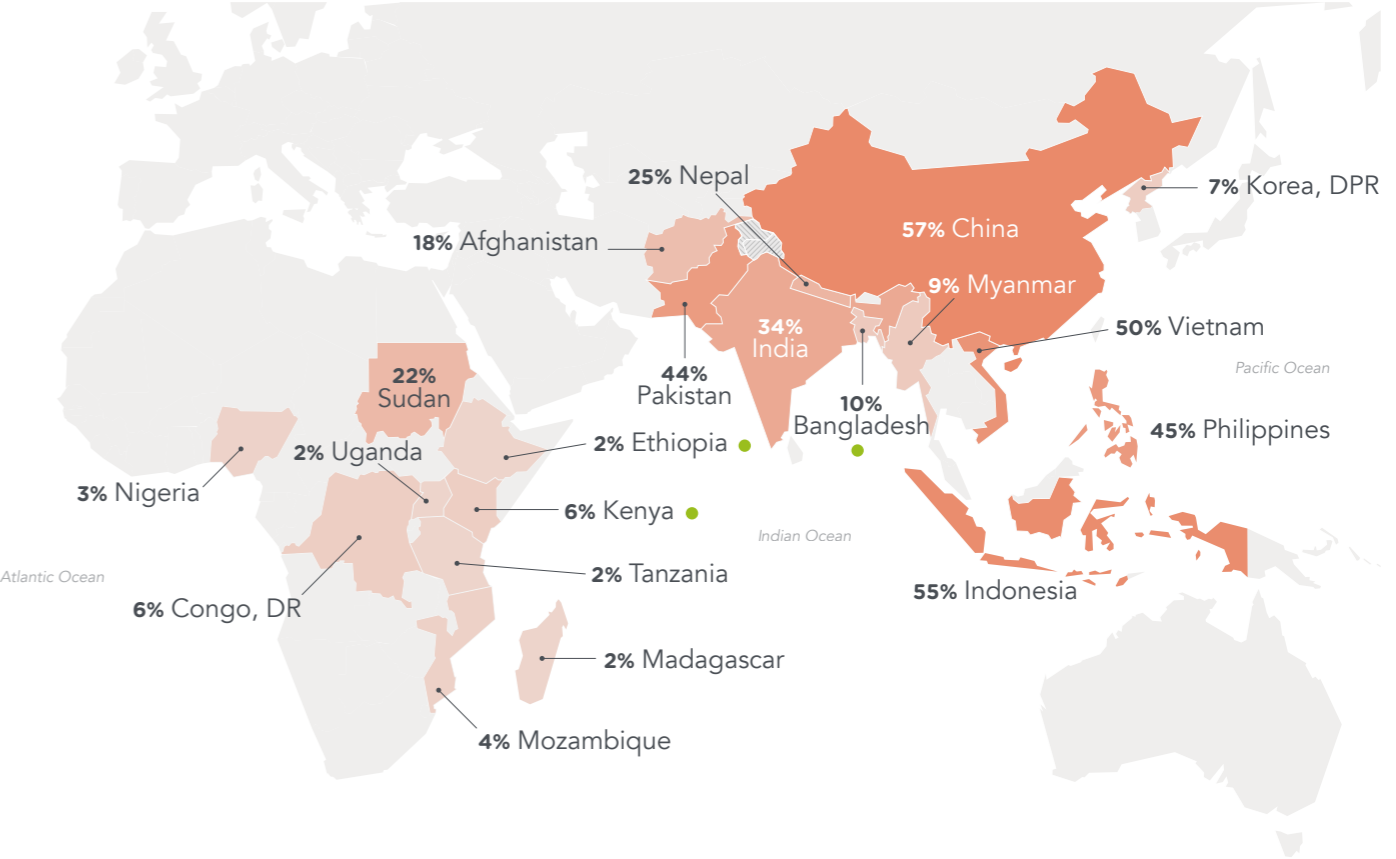 25% Nepal
7% Korea, DPR
57% China
18% Afghanistan
9% Myanmar
34%
India
50% Vietnam
Pacific Ocean
44%
Pakistan
22%
Sudan
10%
Bangladesh
45% Philippines
2% Ethiopia
2% Uganda
3% Nigeria
6% Kenya
Indian Ocean
2% Tanzania
Atlantic Ocean
55% Indonesia
6% Congo, DR
2% Madagascar
4% Mozambique